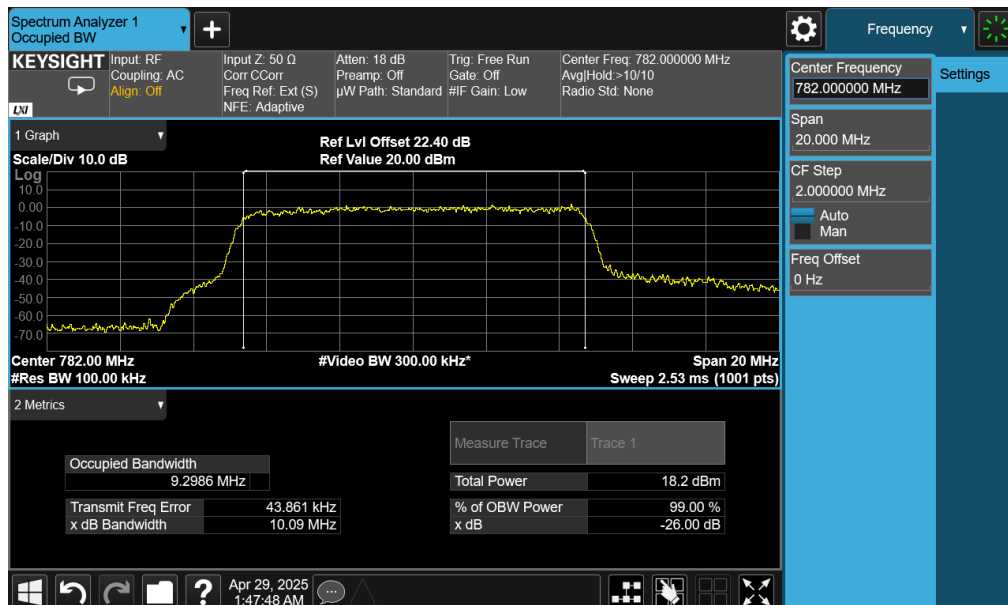 Spectrum Analyzer 1
Occupied BW
Frequency
KEYSIGHT
LXI
Input: RF
Coupling: AC
Align: Off
Input Z: 50 Ω
Corr CCorr
Freq Ref: Ext (S)
NFE: Adaptive
Atten: 18 dB
Preamp: Off
µW Path: Standard
Trig: Free Run
Gate: Off
#IF Gain: Low
Center Freq: 782.000000 MHz
Avg|Hold:>10/10
Radio Std: None
Center Frequency
782.000000 MHz
Settings
Span
20.000 MHz
CF Step
2.000000 MHz
Auto
Man
Freq Offset
0 Hz
1 Graph
Scale/Div 10.0 dB
Ref Lvl Offset 22.40 dB
Ref Value 20.00 dBm
Log
10.0
0.00
-10.0
-20.0
-30.0
-40.0
-50.0
-60.0
-70.0
Center 782.00 MHz
#Res BW 100.00 kHz
#Video BW 300.00 kHz*
Span 20 MHz
Sweep 2.53 ms (1001 pts)
2 Metrics
Measure Trace Trace 1
Occupied Bandwidth
9.2986 MHz
Total Power 18.2 dBm
Transmit Freq Error 43.861 kHz
% of OBW Power 99.00 %
x dB Bandwidth 10.09 MHz
x dB -26.00 dB
Apr 29, 2025
1:47:48 AM